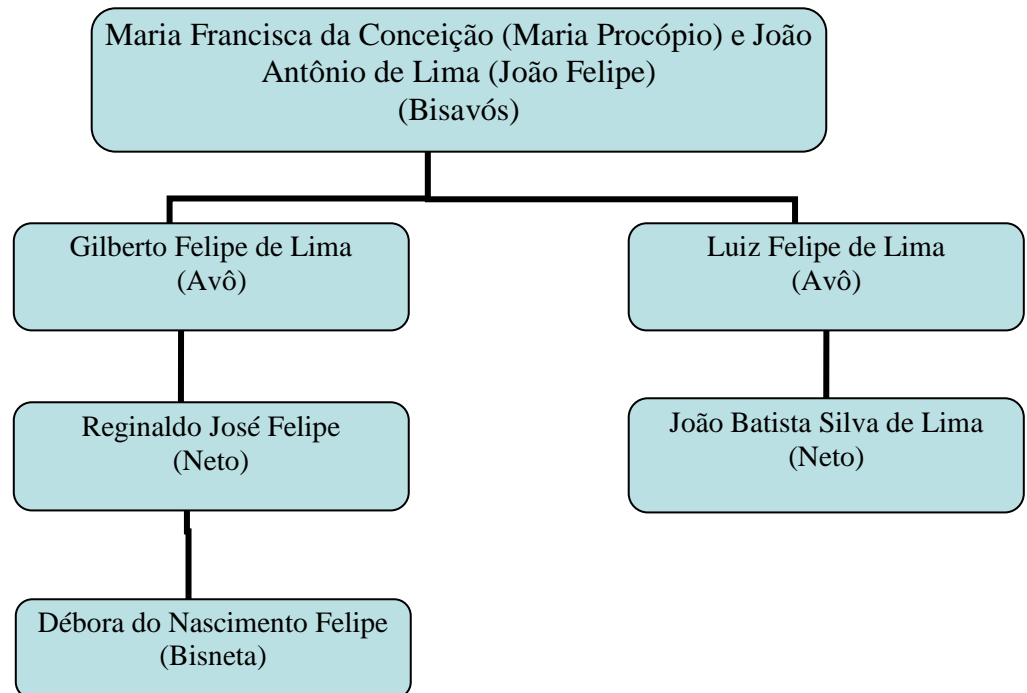 Maria Francisca da Conceição (Maria Procópio) e João
Antônio de Lima (João Felipe)
(Bisavós)
Gilberto Felipe de Lima
(Avô)
Luiz Felipe de Lima
(Avô)
Reginaldo José Felipe
(Neto)
João Batista Silva de Lima
(Neto)
Débora do Nascimento Felipe
(Bisneta)